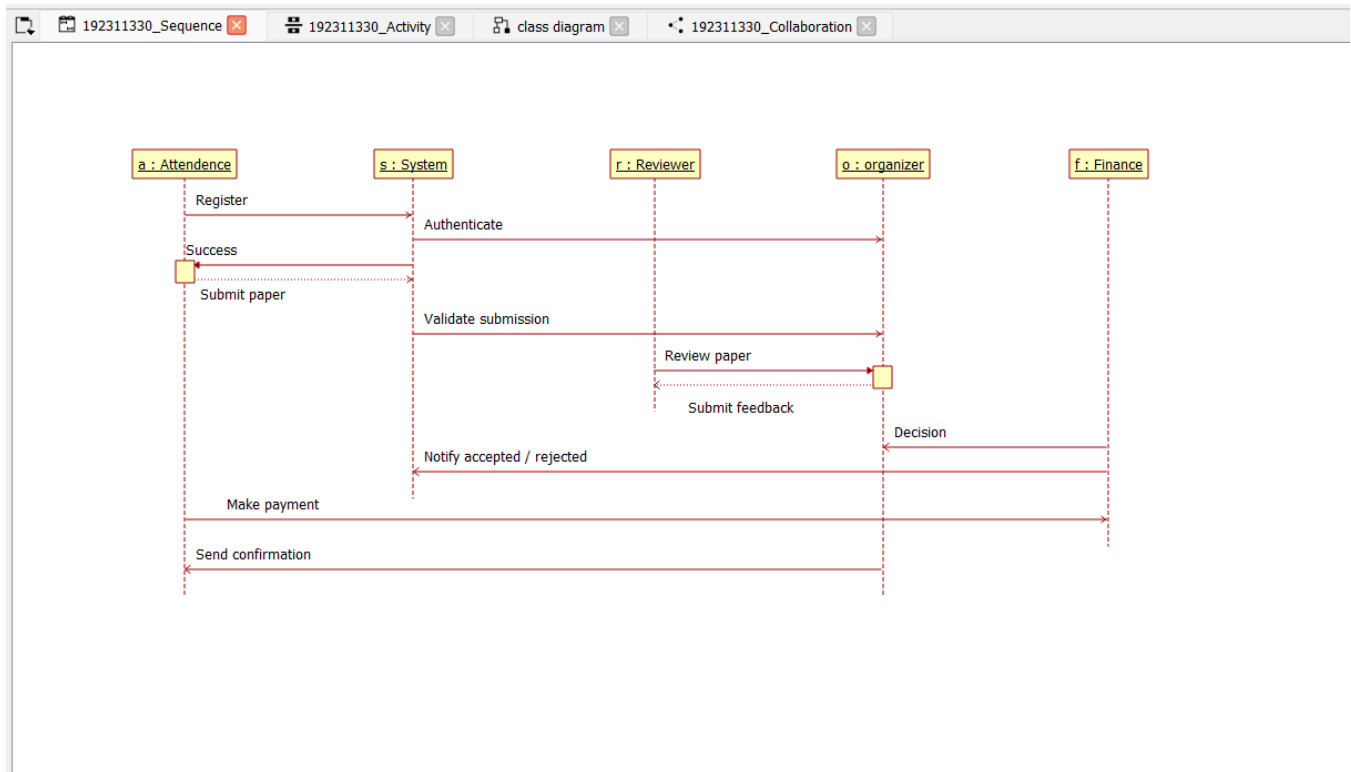 192311330_Sequence
192311330_Activity
class diagram
192311330_Collaboration
a : Attendence
s : System
r : Reviewer
o : organizer
f : Finance
Register
Authenticate
Success
Submit paper
Validate submission
Review paper
Submit feedback
Decision
Notify accepted / rejected
Make payment
Send confirmation